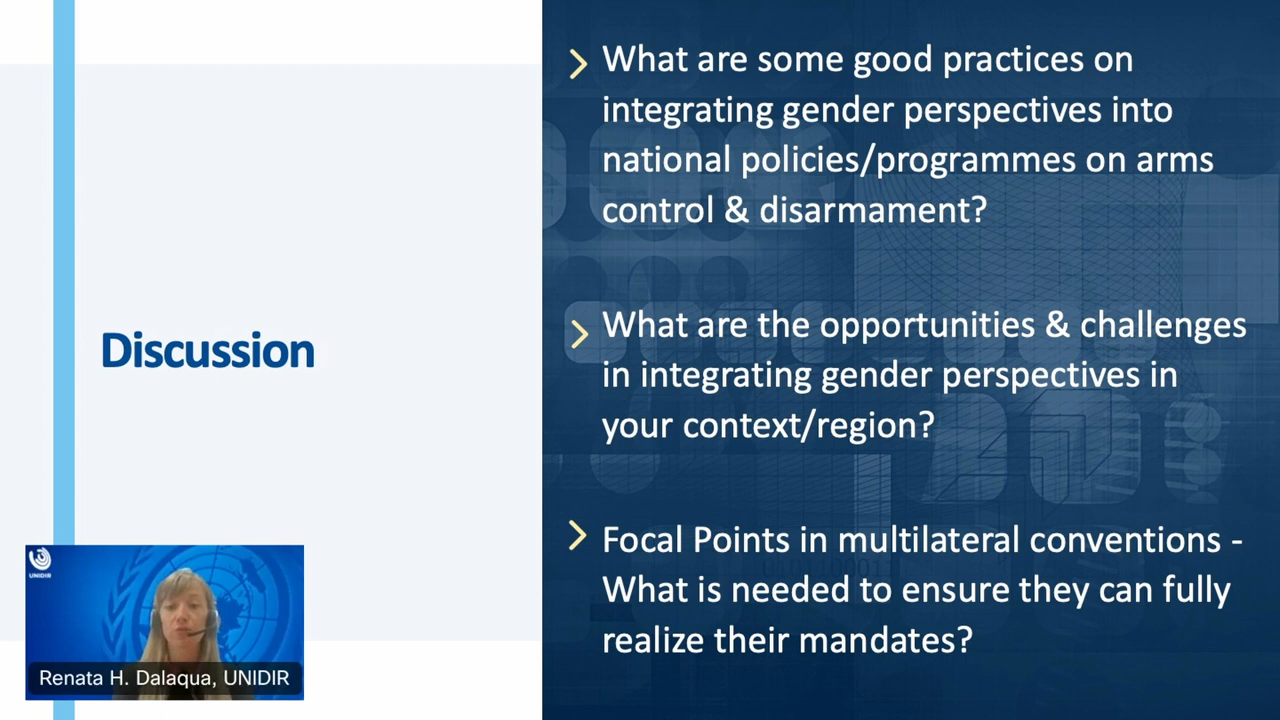 Discussion
What are some good practices on
integrating gender perspectives into
national policies/programmes on arms
control & disarmament?
What are the opportunities & challenges
in integrating gender perspectives in
your context/region?
Focal Points in multilateral conventions -
What is needed to ensure they can fully
realize their mandates?
UNIDIR
Renata H. Dalaqua, UNIDIR